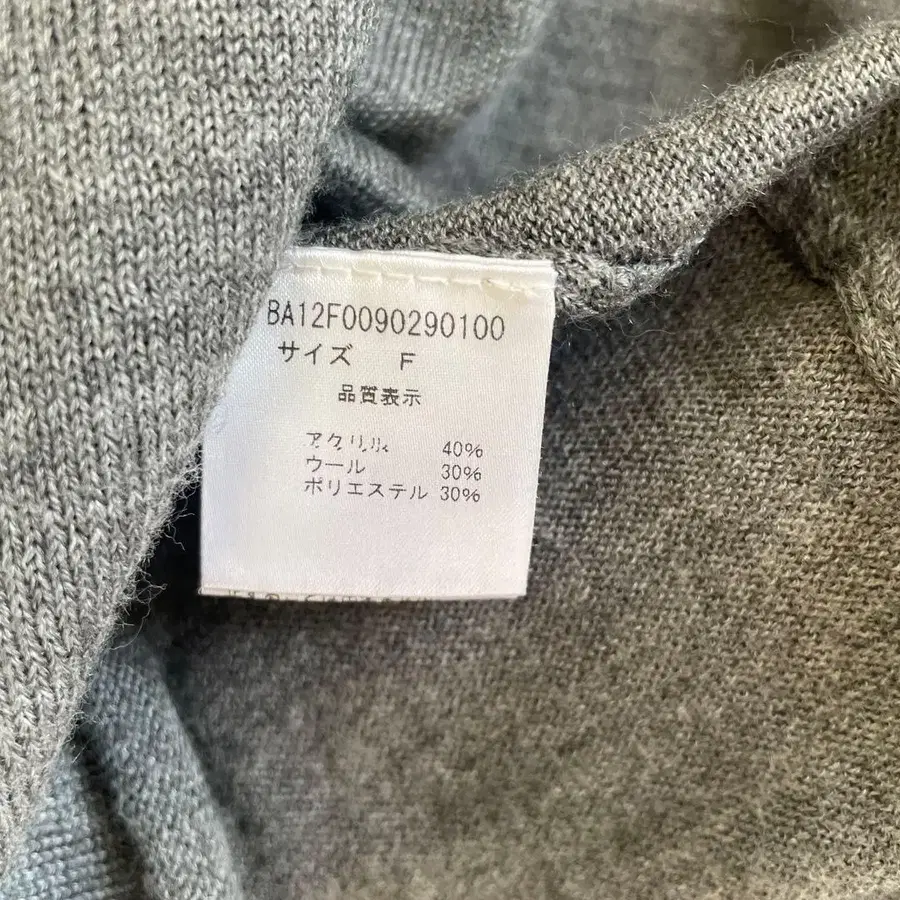 BA12F0090290100
サイズ F
品質表示
アクリル 40%
ウール 30%
ポリエステル 30%